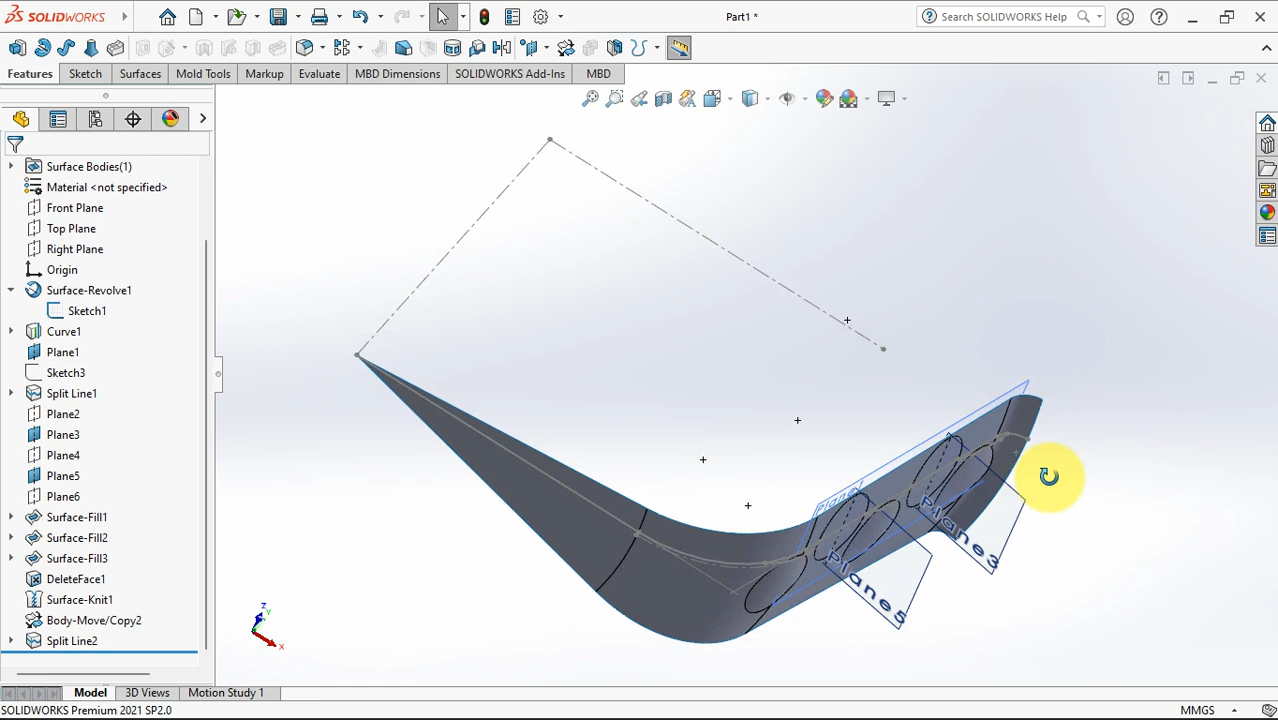 SOLIDWORKS
Part1 *
Search SOLIDWORKS Help
Features
Sketch
Surfaces
Mold Tools
Markup
Evaluate
MBD Dimensions
SOLIDWORKS Add-Ins
MBD
Surface Bodies(1)
Material <not specified>
Front Plane
Top Plane
Right Plane
Origin
Surface-Revolve1
Sketch1
Curve1
Plane1
Sketch3
Split Line1
Plane2
Plane3
Plane4
Plane5
Plane6
Surface-Fill1
Surface-Fill2
Surface-Fill3
DeleteFace1
Surface-Knit1
Body-Move/Copy2
Split Line2
Plane3
Plane5
Z
Y
X
Model
3D Views
Motion Study 1
SOLIDWORKS Premium 2021 SP2.0
MMGS